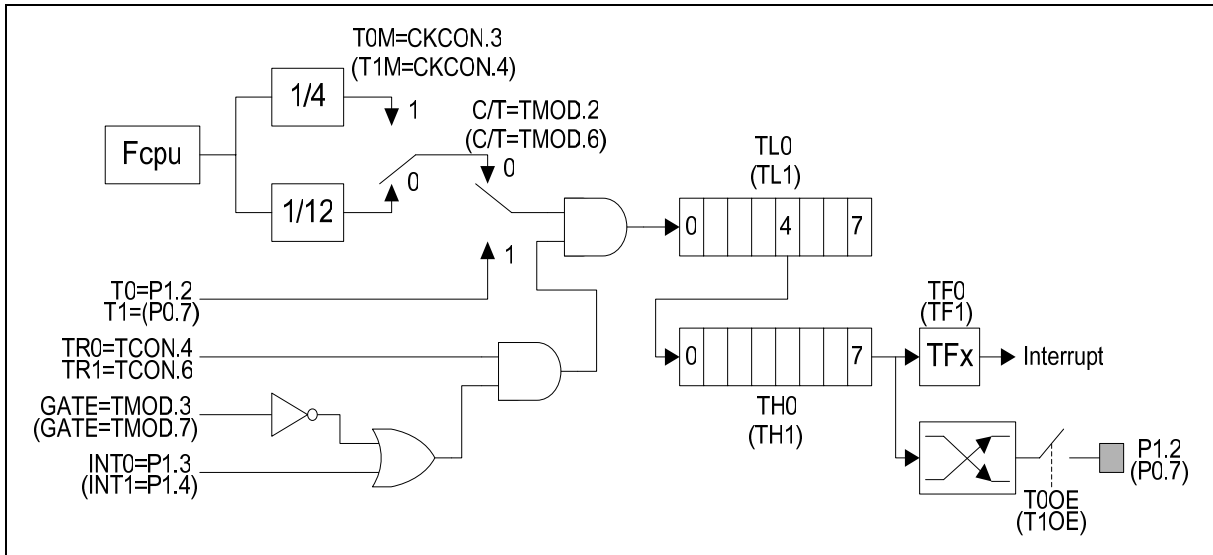 T0M=CKCON.3
(T1M=CKCON.4)
1/4
1
C/T=TMOD.2
(C/T=TMOD.6)
Fcpu
0
0
1/12
TL0
(TL1)
0 4 7
1
T0=P1.2
T1=(P0.7)
TF0
(TF1)
TR0=TCON.4
TR1=TCON.6
0 7
TFx
Interrupt
TH0
(TH1)
GATE=TMOD.3
(GATE=TMOD.7)
INT0=P1.3
(INT1=P1.4)
P1.2
(P0.7)
T0OE
(T1OE)